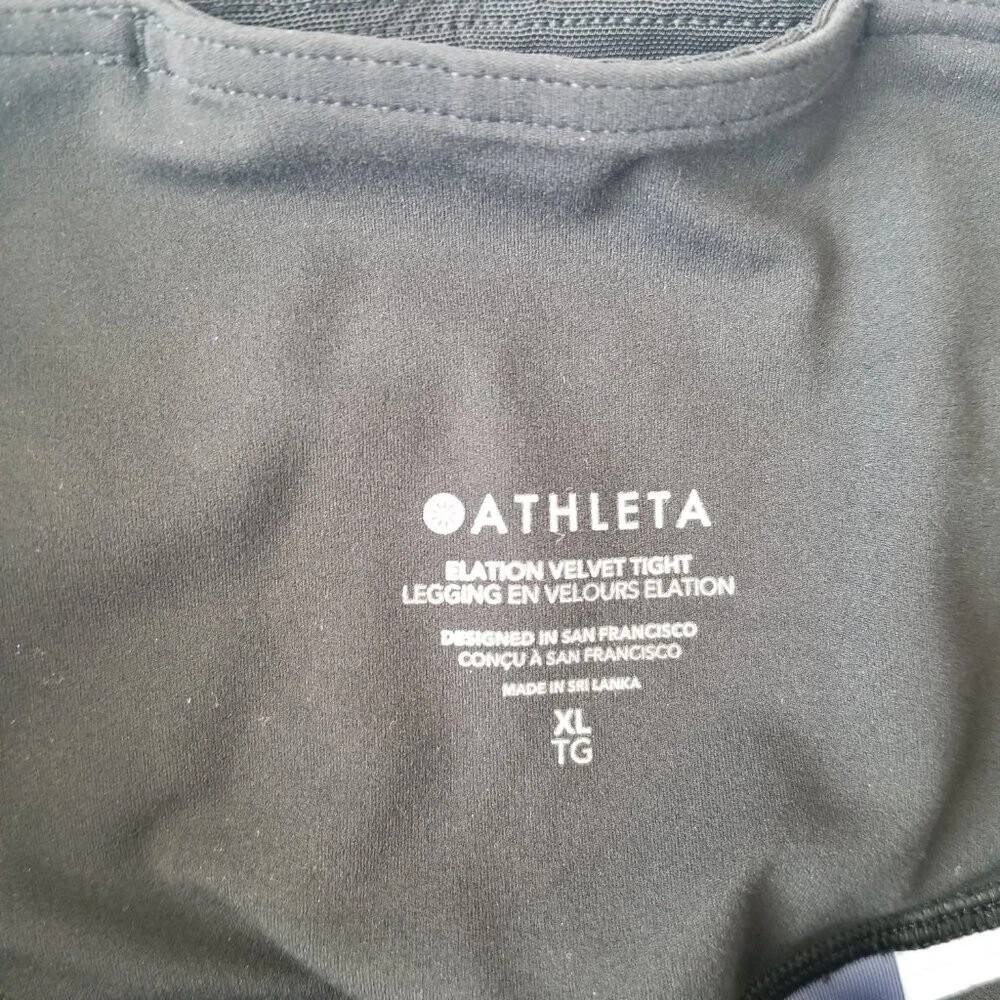 ATHLETA
ELATION VELVET TIGHT
LEGGING EN VELOURS ELATION
DESIGNED IN SAN FRANCISCO
CONÇU À SAN FRANCISCO
MADE IN SRI LANKA
XL
TG